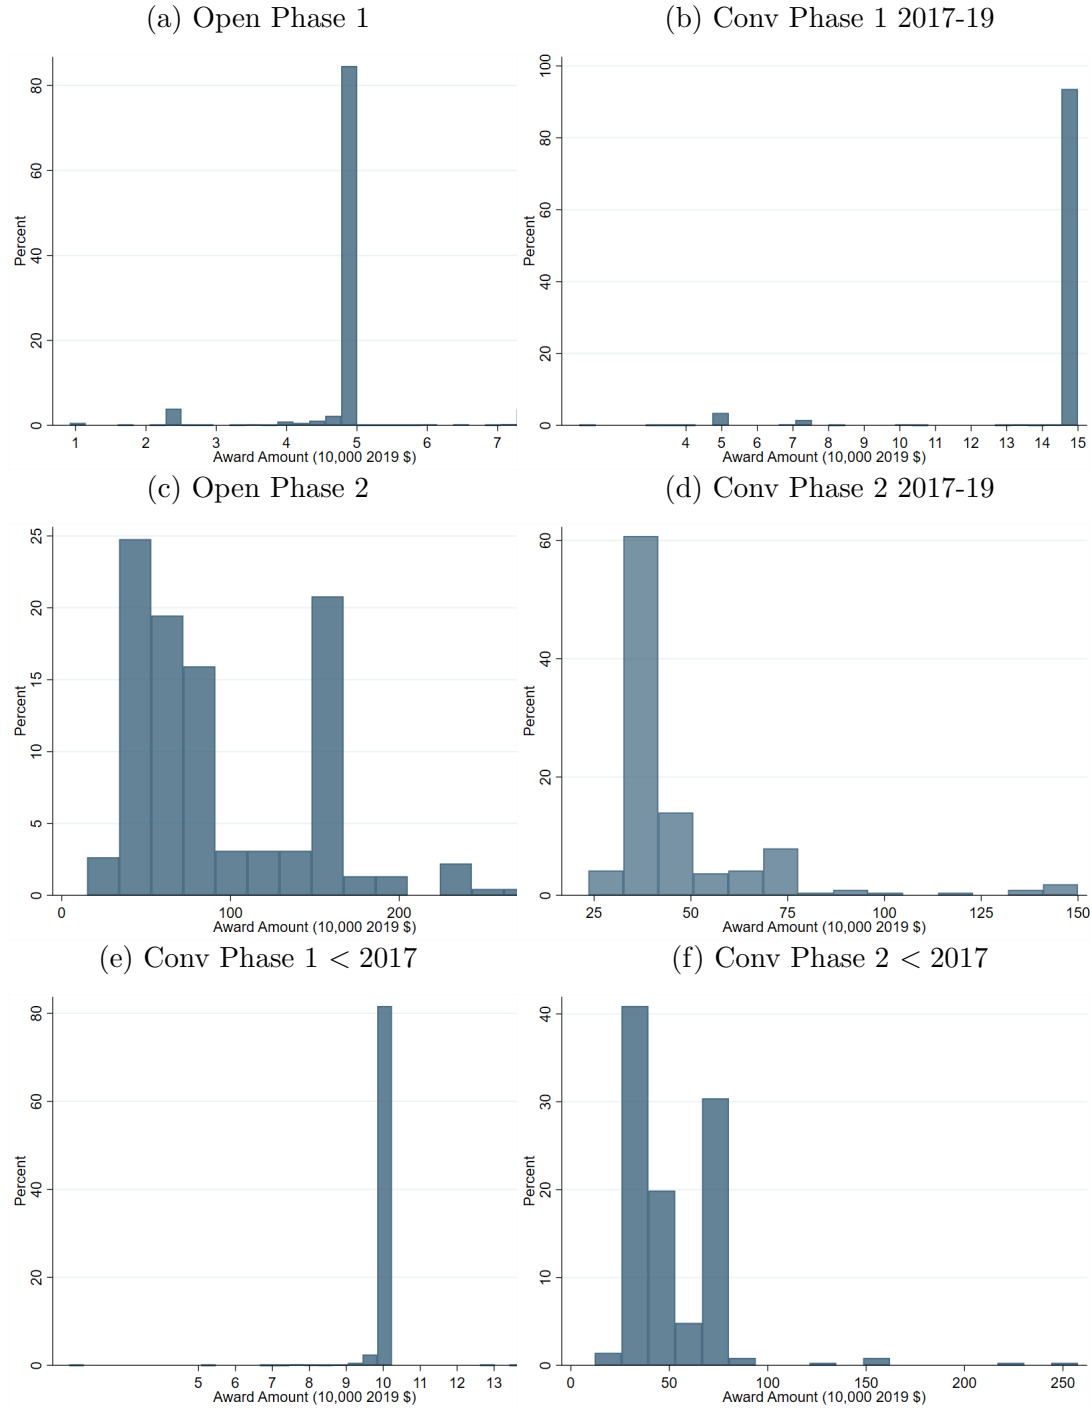 (a) Open Phase 1
Percent
80
60
40
20
0
1 2 3 4 5 6 7
Award Amount (10,000 2019 $)
(b) Conv Phase 1 2017-19
Percent
100
80
60
40
20
0
4 5 6 7 8 9 10 11 12 13 14 15
Award Amount (10,000 2019 $)
(c) Open Phase 2
Percent
25
20
15
10
5
0
0 100 200
Award Amount (10,000 2019 $)
(d) Conv Phase 2 2017-19
Percent
60
40
20
0
25 50 75 100 125 150
Award Amount (10,000 2019 $)
(e) Conv Phase 1 < 2017
Percent
80
60
40
20
0
5 6 7 8 9 10 11 12 13
Award Amount (10,000 2019 $)
(f) Conv Phase 2 < 2017
Percent
40
30
20
10
0
0 50 100 150 200 250
Award Amount (10,000 2019 $)